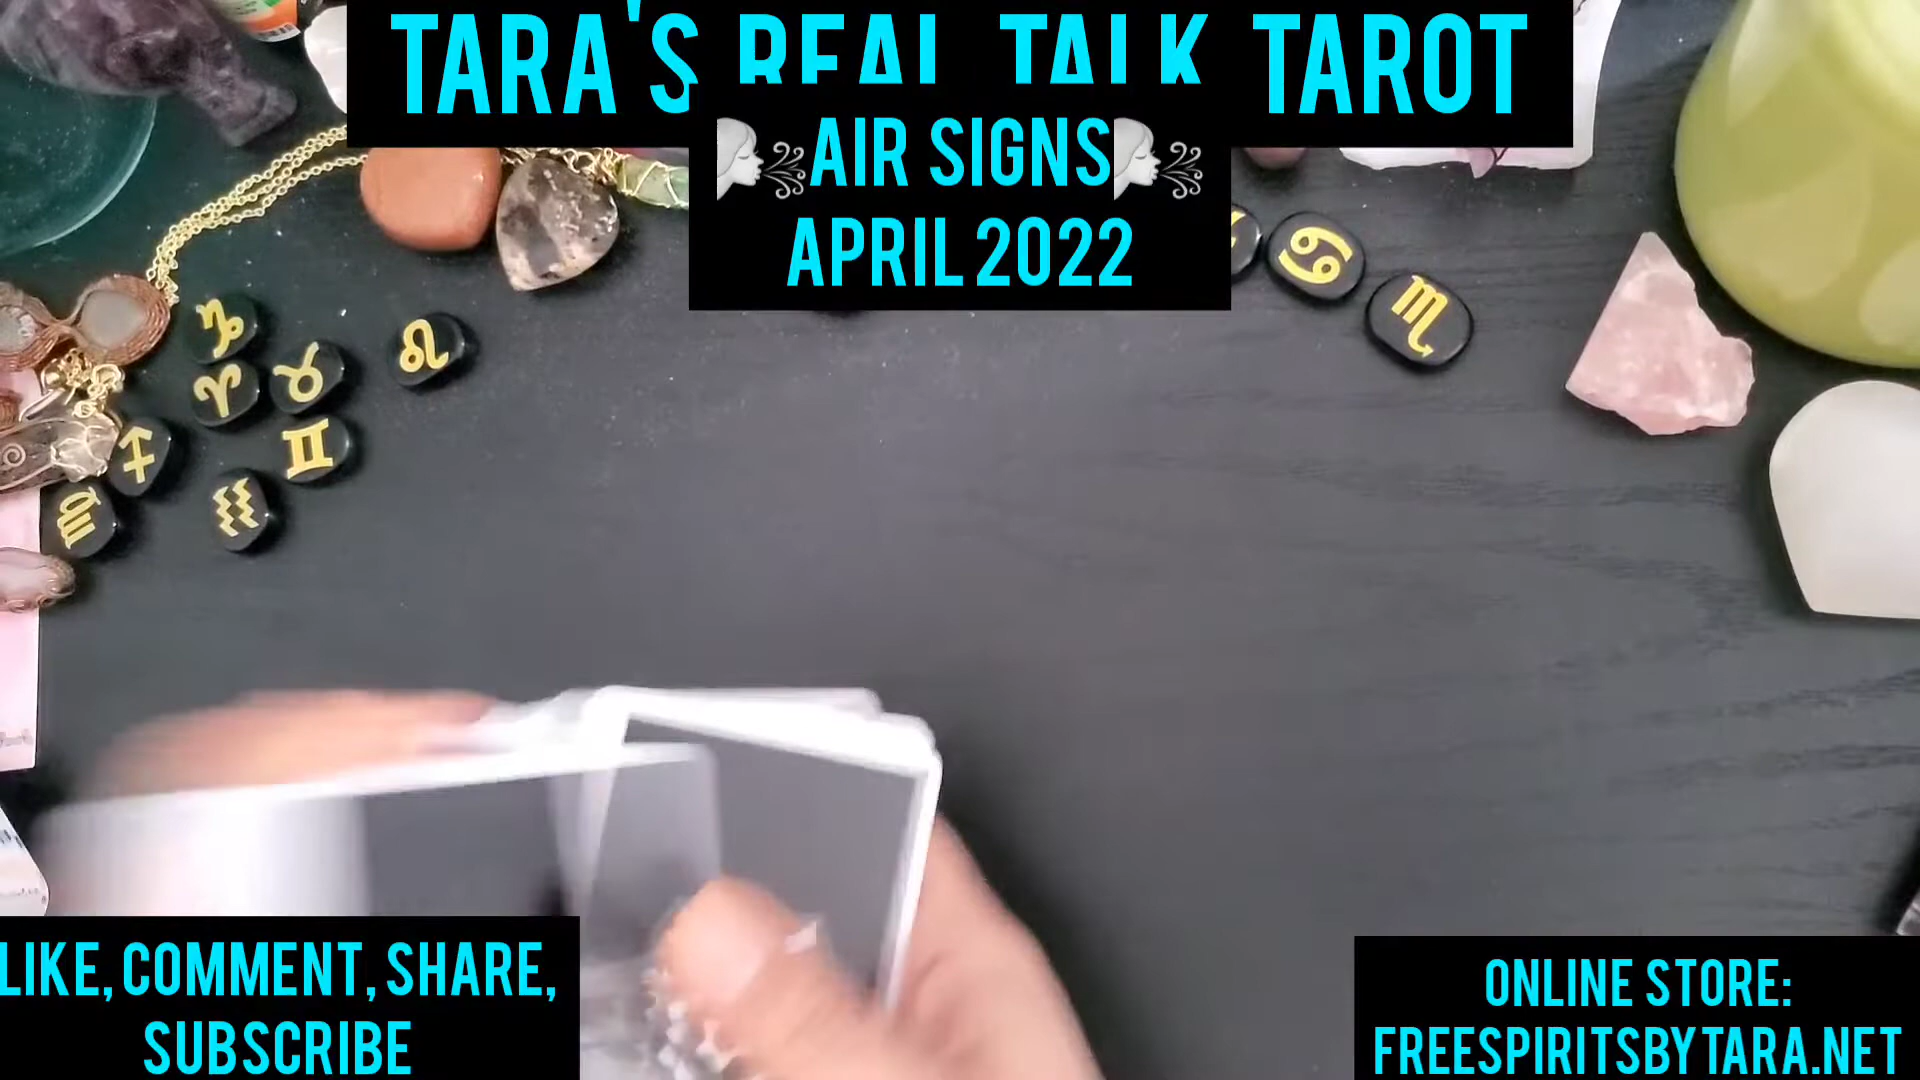 TARA'S REAL TALK TAROT
AIR SIGNS
APRIL 2022
LIKE, COMMENT, SHARE,
SUBSCRIBE
ONLINE STORE:
FREESPIRITSBYTARA.NET